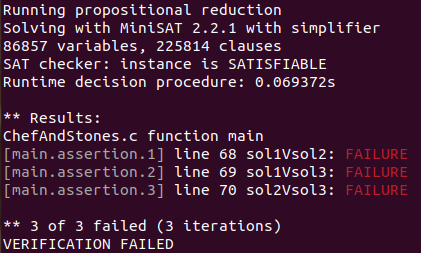 Running propositional reduction
Solving with MiniSAT 2.2.1 with simplifier
86857 variables, 225814 clauses
SAT checker: instance is SATISFIABLE
Runtime decision procedure: 0.069372s

** Results:
ChefAndStones.c function main
[main.assertion.1] line 68 sol1Vsol2: FAILURE
[main.assertion.2] line 69 sol1Vsol3: FAILURE
[main.assertion.3] line 70 sol2Vsol3: FAILURE

** 3 of 3 failed (3 iterations)
VERIFICATION FAILED